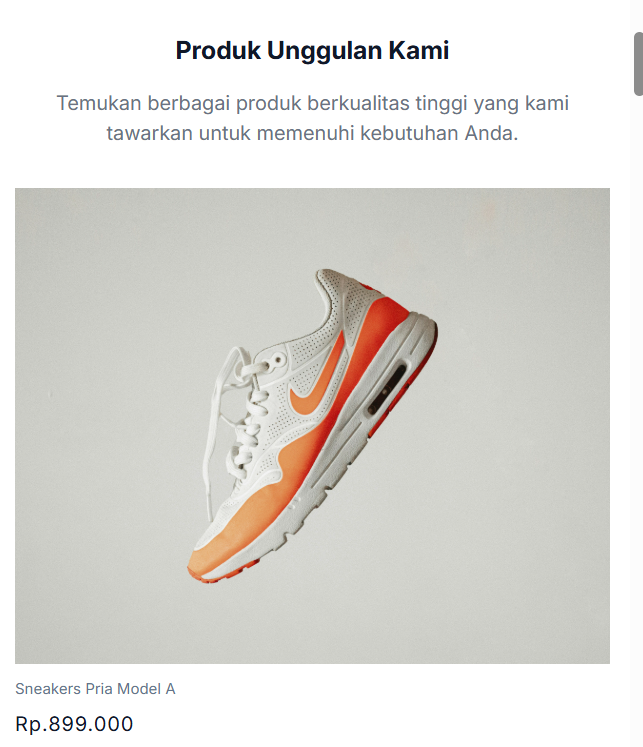 Produk Unggulan Kami
Temukan berbagai produk berkualitas tinggi yang kami
tawarkan untuk memenuhi kebutuhan Anda.
Sneakers Pria Model A
Rp.899.000